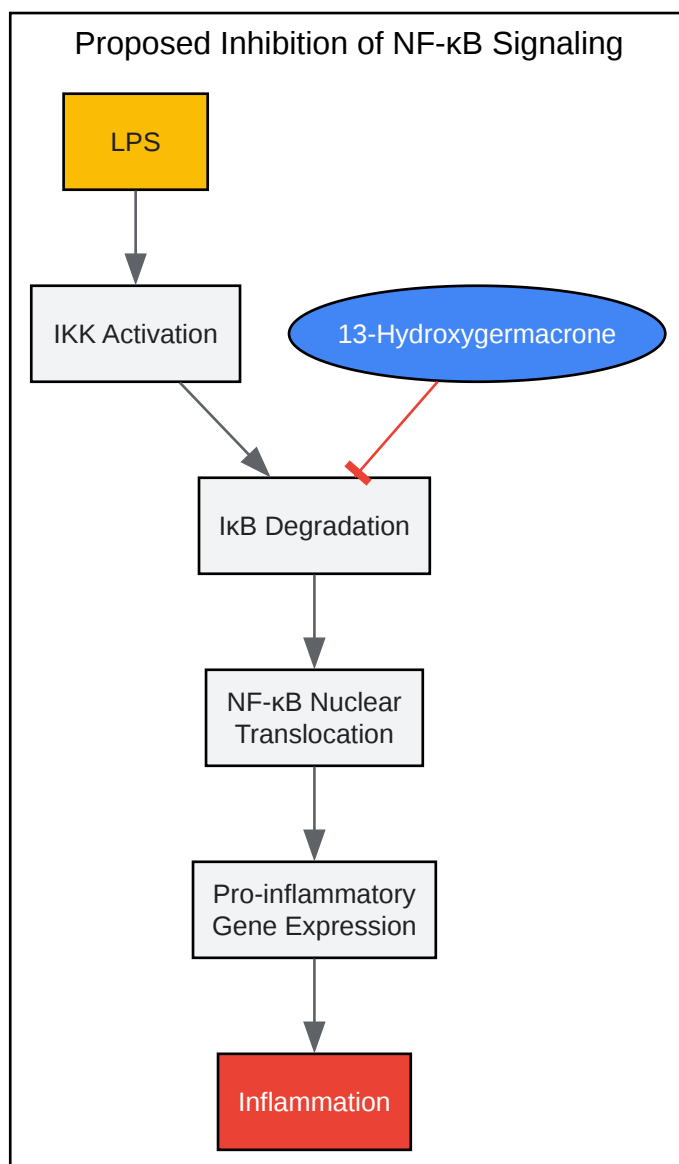 Proposed Inhibition of NF-κB Signaling
LPS
IKK Activation
13-Hydroxygermacrone
IκB Degradation
NF-κB Nuclear
Translocation
Pro-inflammatory
Gene Expression
Inflammation